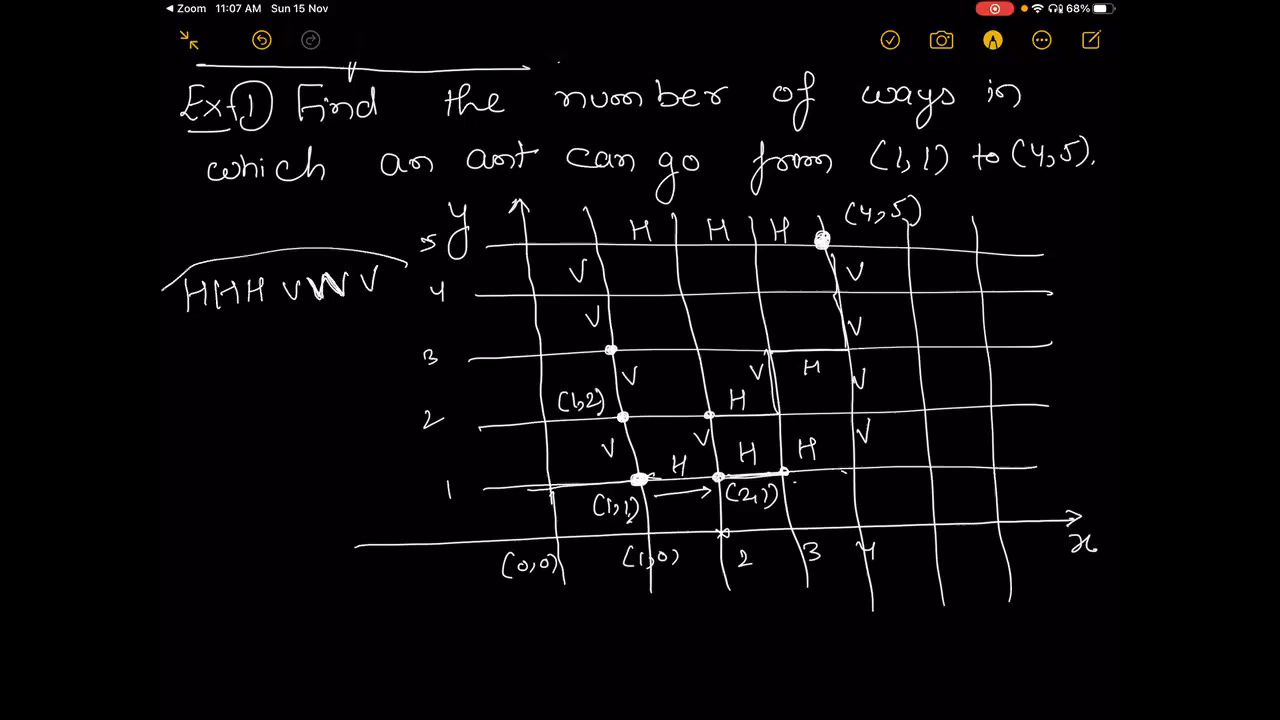 ◀ Zoom 11:07 AM Sun 15 Nov 68%
Ex①) Find the number of ways in
which an ant can go from (1,1) to (4,5).
y (4,5)
5 H H H
HHH VVVV V V
4
V V
3
V V H V
(1,2) H
2
V V H H V
H
1
(1,1) (2,1)
x
(0,0) (1,0) 2 3 4